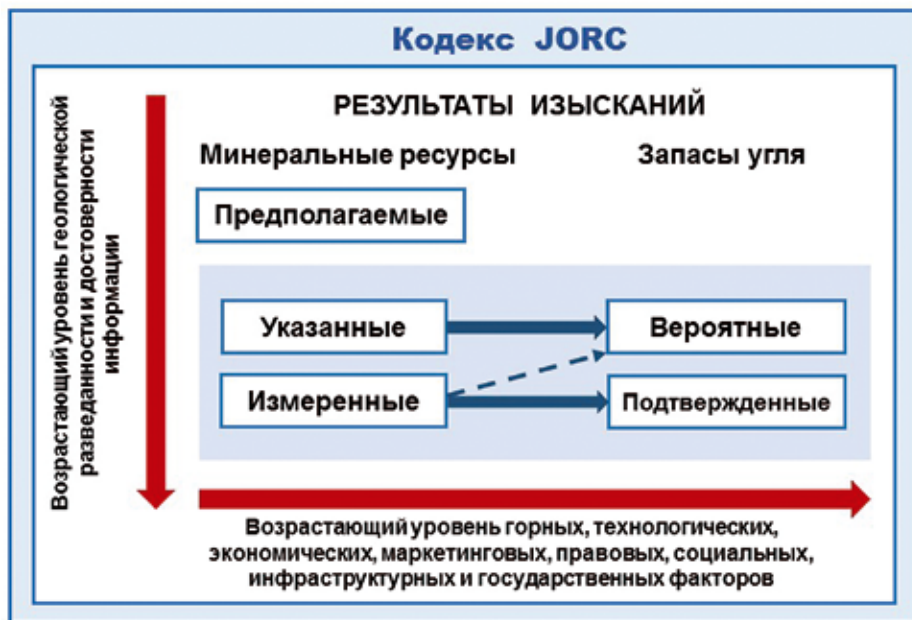 Кодекс JORC
РЕЗУЛЬТАТЫ ИЗЫСКАНИЙ
Минеральные ресурсы
Запасы угля
Предполагаемые
Указанные
Вероятные
Измеренные
Подтвержденные
Возрастающий уровень геологической
разведанности и достоверности
информации
Возрастающий уровень горных, технологических,
экономических, маркетинговых, правовых, социальных,
инфраструктурных и государственных факторов